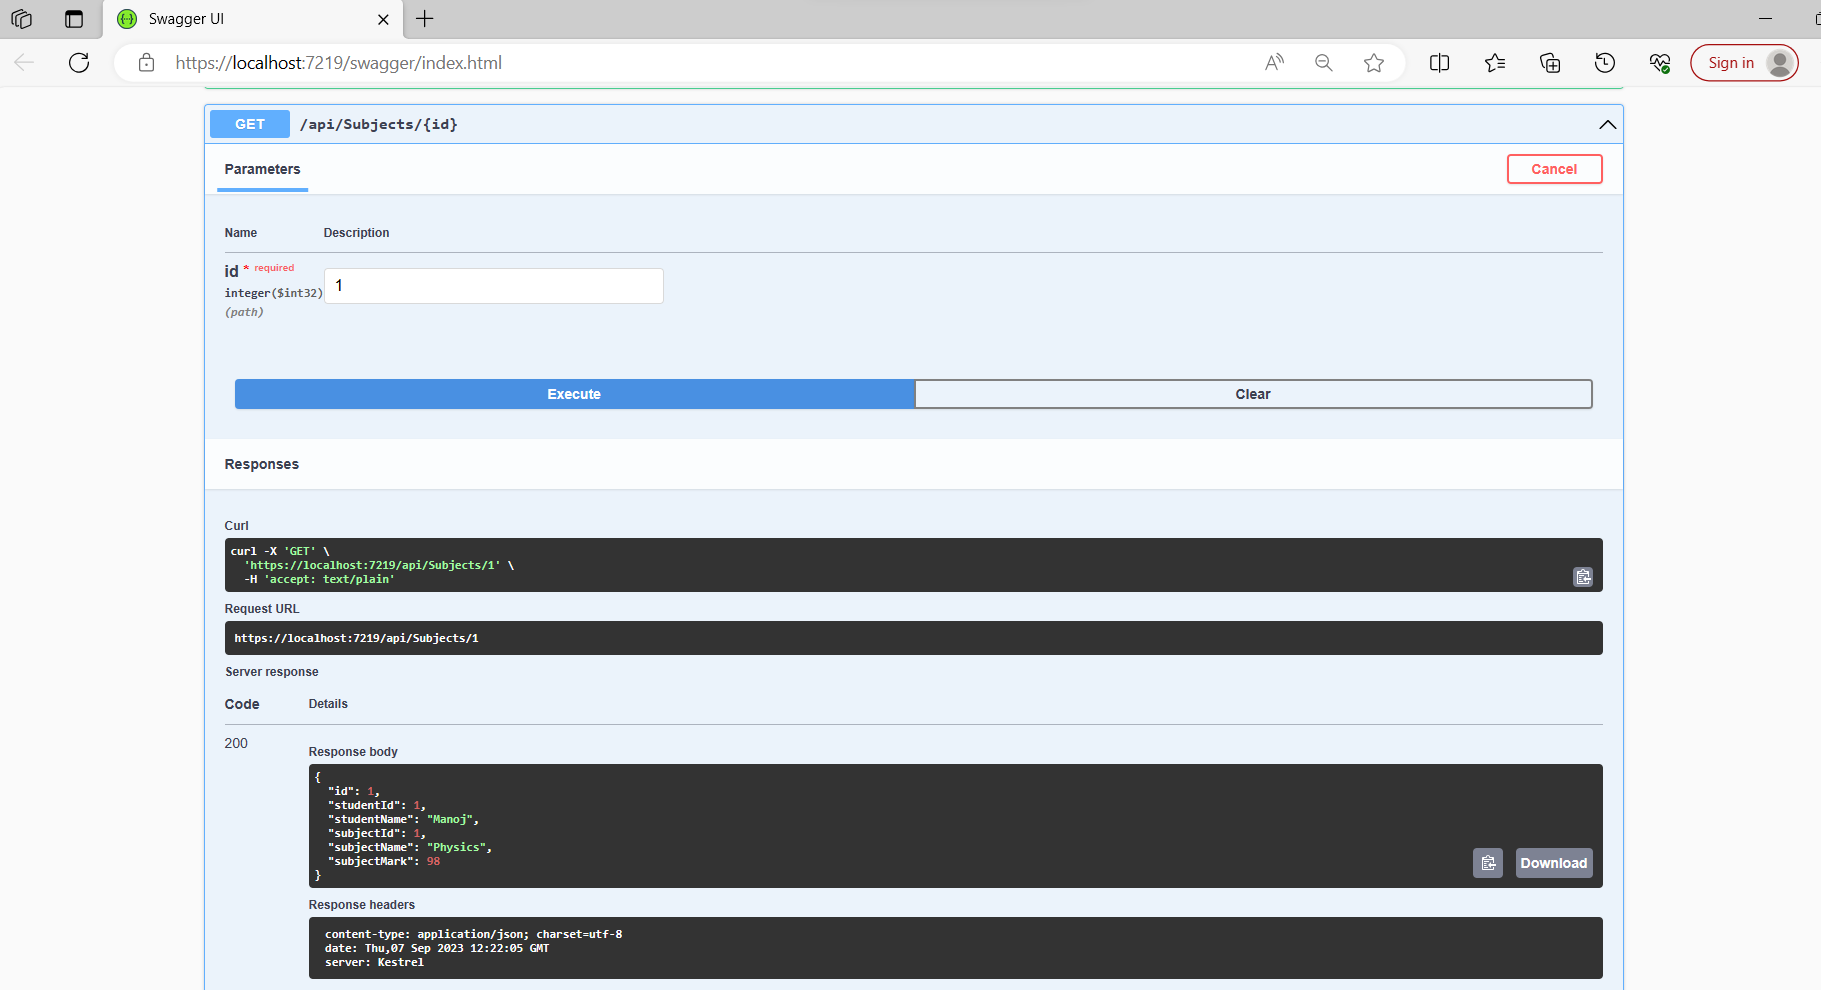 Swagger UI
https://localhost:7219/swagger/index.html
Sign in
GET /api/Subjects/{id}
Parameters
Cancel
Name Description
id * required
integer($int32)
(path)
1
Execute Clear
Responses
Curl
curl -X 'GET' \
'https://localhost:7219/api/Subjects/1' \
-H 'accept: text/plain'
Request URL
https://localhost:7219/api/Subjects/1
Server response
Code Details
200
Response body
{
"id": 1,
"studentId": 1,
"studentName": "Manoj",
"subjectId": 1,
"subjectName": "Physics",
"subjectMark": 98
}
Download
Response headers
content-type: application/json; charset=utf-8
date: Thu,07 Sep 2023 12:22:05 GMT
server: Kestrel